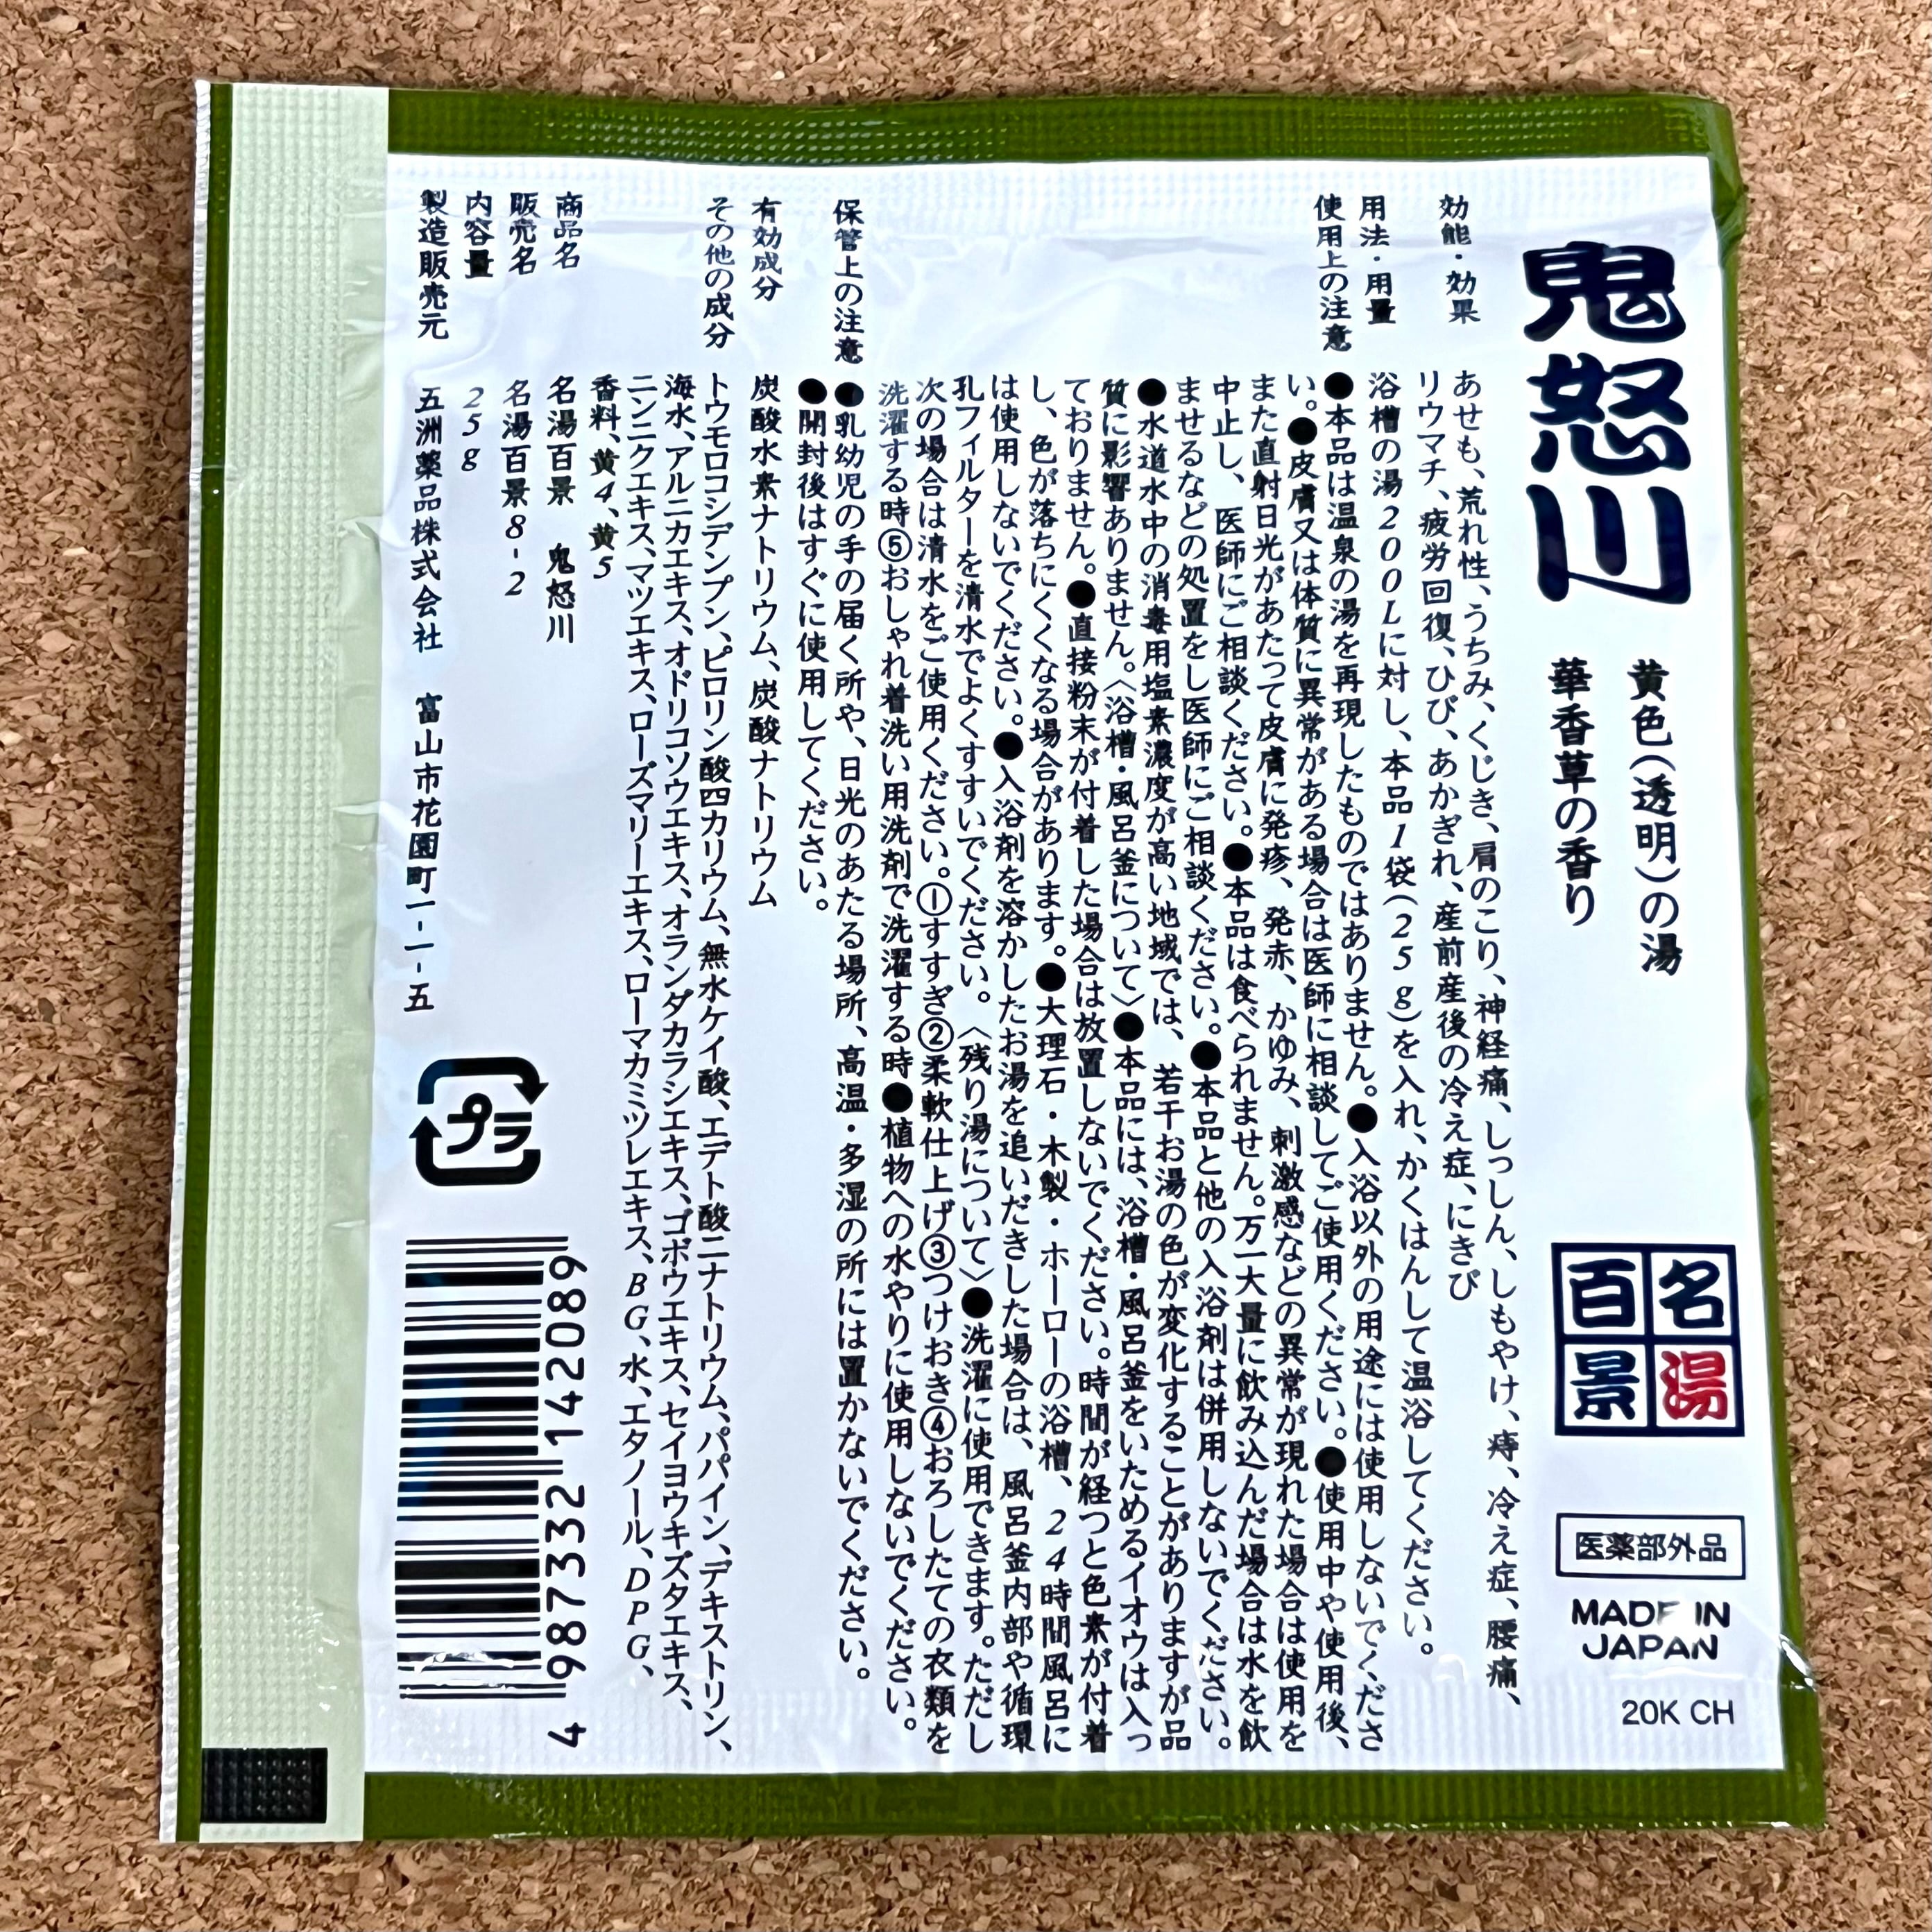 鬼怒川
黄色(透明)の湯
華香草の香り
名湯
百景
医薬部外品
MADE IN
JAPAN
20K CH
効能・効果
あせも、荒れ性、うちみ、くじき、肩のこり、神経痛、しっしん、しもやけ、痔、冷え症、腰痛、
リウマチ、疲労回復、ひび、あかぎれ、産前産後の冷え症、にきび
用法・用量
浴槽の湯200Lに対し、本品1袋(25g)を入れ、かくはんして温浴してください。
使用上の注意
●本品は温泉の湯を再現したものではありません。●入浴以外の用途には使用しないでくださ
い。●皮膚又は体質に異常がある場合は医師に相談してご使用ください。●使用中や使用後、
また直射日光があたって皮膚に発疹、発赤、かゆみ、刺激感などの異常が現れた場合は使用を
中止し、医師にご相談ください。●本品は食べられません。万一大量に飲み込んだ場合は水を飲
ませるなどの処置をし医師にご相談ください。●本品と他の入浴剤は併用しないでください。
●水道水中の消毒用塩素濃度が高い地域では、若干お湯の色が変化することがありますが品
質に影響ありません。〈浴槽・風呂釜について〉●本品には、浴槽・風呂釜をいためるイオウは入っ
ておりません。●直接粉末が付着した場合は放置しないでください。時間が経つと色素が付着
し、色が落ちにくくなる場合があります。●大理石・木製・ホーローの浴槽、24時間風呂に
は使用しないでください。●入浴剤を溶かしたお湯を追いだきした場合は、風呂釜内部や循環
孔フィルターを清水でよくすすいでください。〈残り湯について〉●洗濯に使用できます。ただし
次の場合は清水をご使用ください。①すすぎ②柔軟仕上げ③つけおき④おろしたての衣類を
洗濯する時⑤おしゃれ着洗い用洗剤で洗濯する時●植物への水やりに使用しないでください。
保管上の注意
●乳幼児の手の届く所や、日光のあたる場所、高温・多湿の所には置かないでください。
●開封後はすぐに使用してください。
有効成分
炭酸水素ナトリウム、炭酸ナトリウム
その他の成分
トウモロコシデンプン、ピロリン酸四カリウム、無水ケイ酸、エデト酸二ナトリウム、パパイン、デキストリン、
海水、アルニカエキス、オドリコソウエキス、オランダカラシエキス、ゴボウエキス、セイヨウキズタエキス、
ニンニクエキス、マツエキス、ローズマリーエキス、ローマカミツレエキス、BG、水、エタノール、DPG、
香料、黄4、黄5
商品名
名湯百景 鬼怒川
販売名
名湯百景8-2
内容量
25g
製造販売元
五洲薬品株式会社 富山市花園町一-一-五
プラ
4 987332 142089